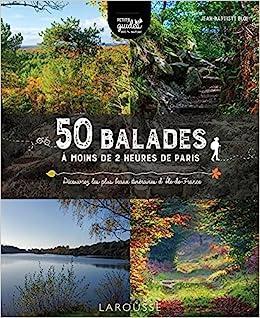 JEAN-BAPTISTE
PETITS
guides
50 BALADES
À MOINS DE 2 HEURES DE PARIS
Découvrez les plus beaux itinéraires d'Île-de-France
LAROUSSE